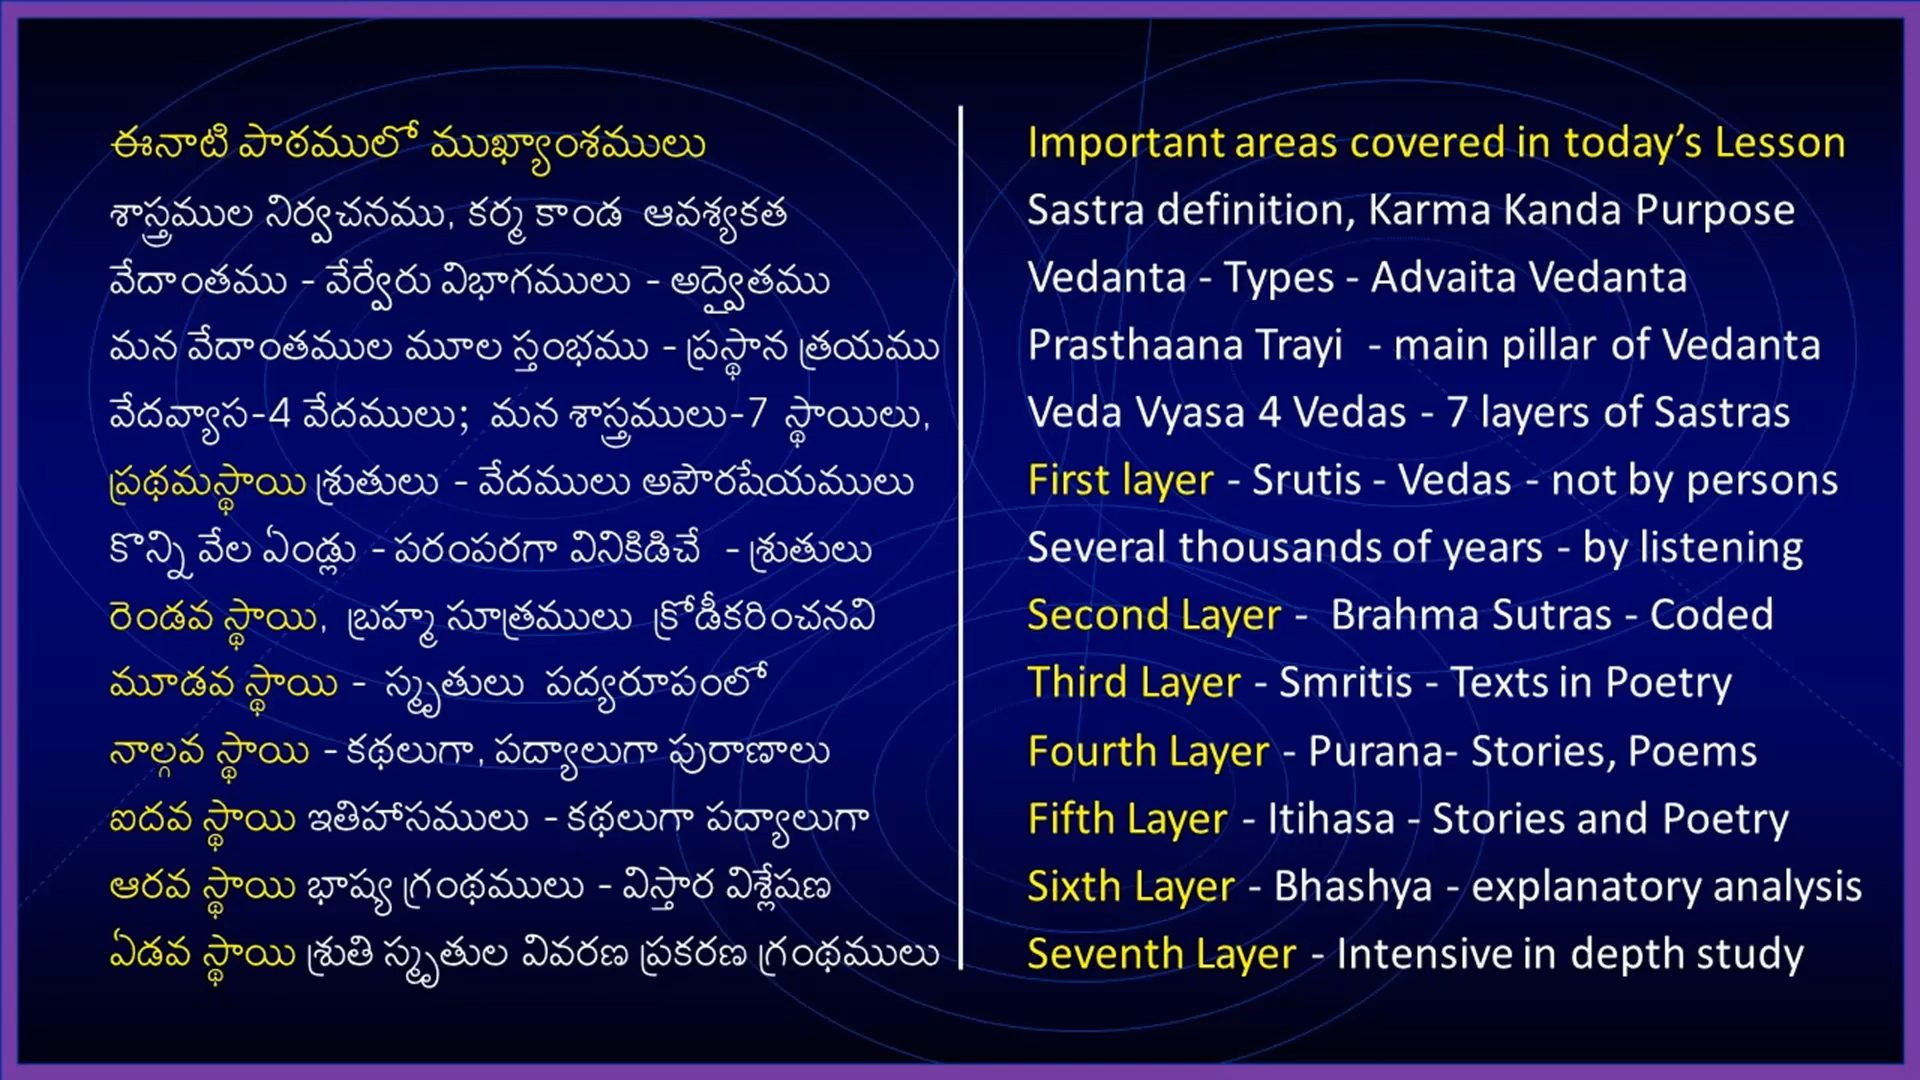 ఈనాటి పాఠములో ముఖ్యాంశములు
శాస్త్రముల నిర్వచనము, కర్మ కాండ ఆవశ్యకత
వేదాంతము - వేర్వేరు విభాగములు - అద్వైతము
మన వేదాంతముల మూల స్తంభము - ప్రస్థాన త్రయము
వేదవ్యాస-4 వేదములు; మన శాస్త్రములు-7 స్థాయిలు,
ప్రథమస్థాయి శ్రుతులు - వేదములు అపౌరషేయములు
కొన్ని వేల ఏండ్లు - పరంపరగా వినికిడిచే - శ్రుతులు
రెండవ స్థాయి, బ్రహ్మ సూత్రములు క్రోడీకరించనవి
మూడవ స్థాయి - స్మృతులు పద్యరూపంలో
నాల్గవ స్థాయి - కథలుగా, పద్యాలుగా పురాణాలు
ఐదవ స్థాయి ఇతిహాసములు - కథలుగా పద్యాలుగా
ఆరవ స్థాయి భాష్య గ్రంథములు - విస్తార విశ్లేషణ
ఏడవ స్థాయి శ్రుతి స్మృతుల వివరణ ప్రకరణ గ్రంథములు
Important areas covered in today’s Lesson
Sastra definition, Karma Kanda Purpose
Vedanta - Types - Advaita Vedanta
Prasthaana Trayi - main pillar of Vedanta
Veda Vyasa 4 Vedas - 7 layers of Sastras
First layer - Srutis - Vedas - not by persons
Several thousands of years - by listening
Second Layer - Brahma Sutras - Coded
Third Layer - Smritis - Texts in Poetry
Fourth Layer - Purana- Stories, Poems
Fifth Layer - Itihasa - Stories and Poetry
Sixth Layer - Bhashya - explanatory analysis
Seventh Layer - Intensive in depth study